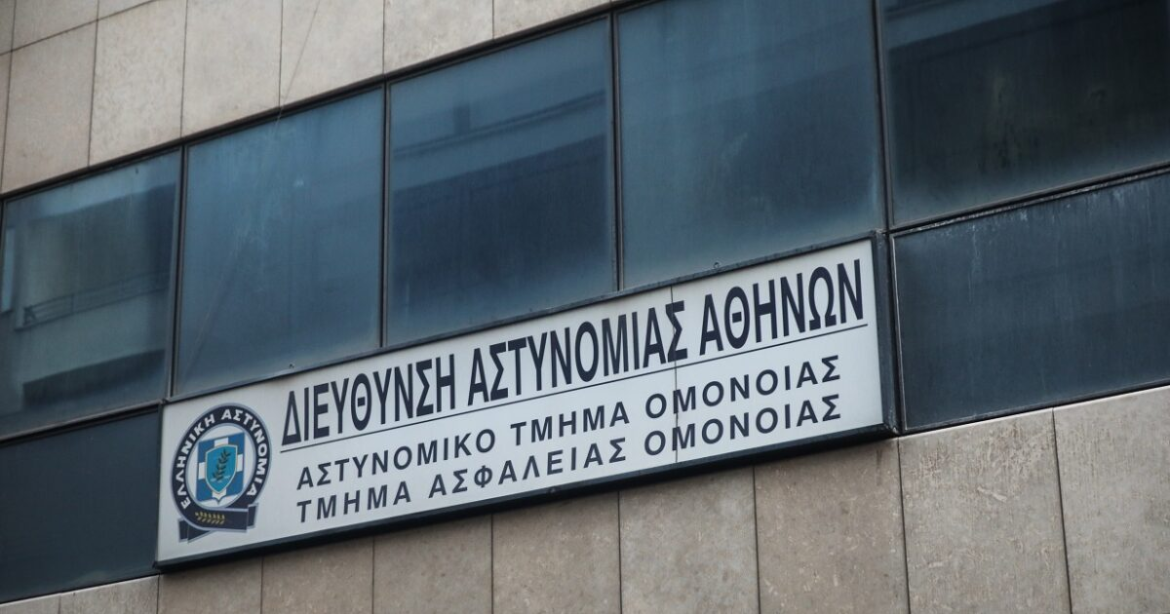 ΔΙΕΥΘΥΝΣΗ ΑΣΤΥΝΟΜΙΑΣ ΑΘΗΝΩΝ
ΑΣΤΥΝΟΜΙΚΟ ΤΜΗΜΑ ΟΜΟΝΟΙΑΣ
ΤΜΗΜΑ ΑΣΦΑΛΕΙΑΣ ΟΜΟΝΟΙΑΣ
ΕΛΛΗΝΙΚΗ ΑΣΤΥΝΟΜΙΑ